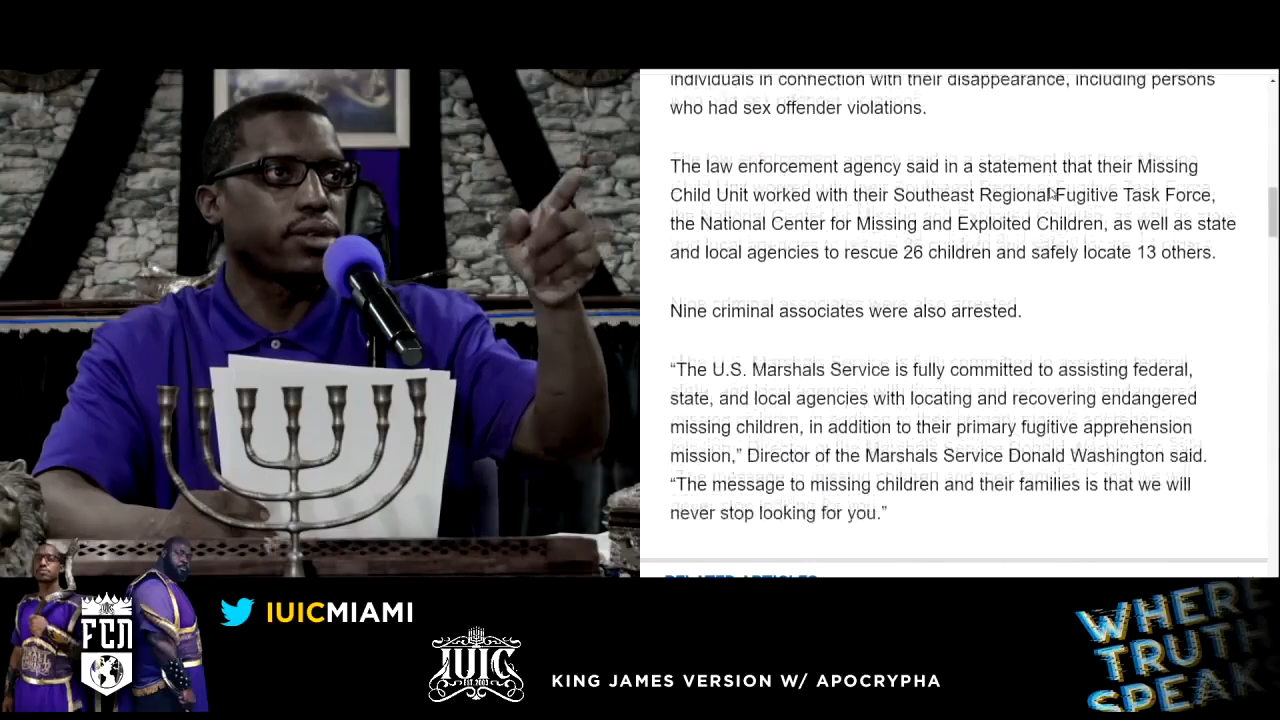 individuals in connection with their disappearance, including persons
who had sex offender violations.
The law enforcement agency said in a statement that their Missing
Child Unit worked with their Southeast Regional Fugitive Task Force,
the National Center for Missing and Exploited Children, as well as state
and local agencies to rescue 26 children and safely locate 13 others.
Nine criminal associates were also arrested.
“The U.S. Marshals Service is fully committed to assisting federal,
state, and local agencies with locating and recovering endangered
missing children, in addition to their primary fugitive apprehension
mission,” Director of the Marshals Service Donald Washington said.
“The message to missing children and their families is that we will
never stop looking for you.”
RELATED ARTICLES
IUIC
FCN
IUICMIAMI
IUIC
EST. 2003
KING JAMES VERSION W/ APOCRYPHA
WHERE
TRUTH
SPEAK